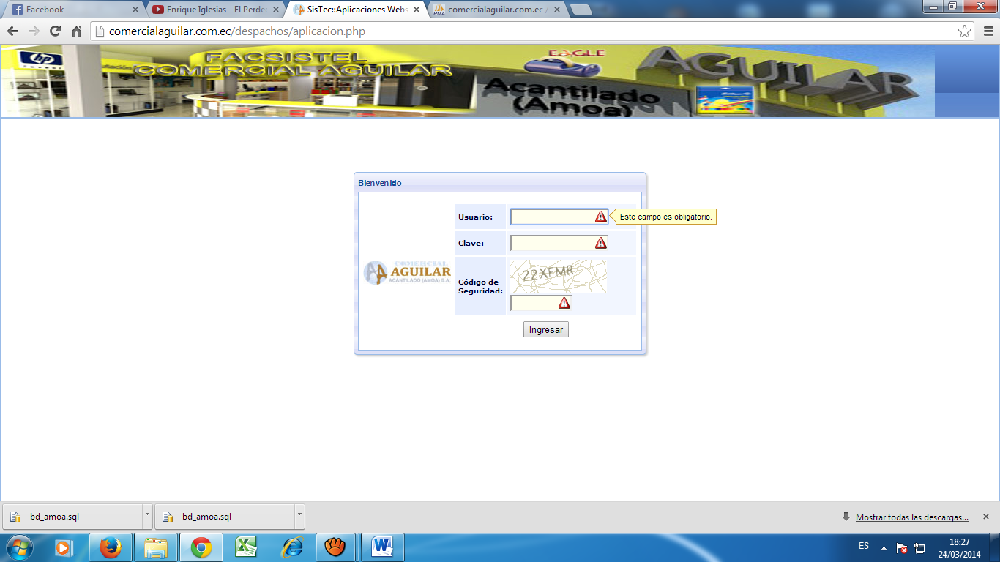 Facebook
Enrique Iglesias - El Perde
SisTec::Aplicaciones Webs
PMA
comercialaguilar.com.ec /
comercialaguilar.com.ec/despachos/aplicacion.php
hp
FACSISTEL
COMERCIAL AGUILAR
EAGLE
Acantilado
(Amoa)
AGUILAR
Bienvenido
Usuario:
Este campo es obligatorio.
Clave:
COMERCIAL
AGUILAR
ACANTILADO (AMOA) S.A.
Código de
Seguridad:
22XFMR
Ingresar
bd_amoa.sql
bd_amoa.sql
Mostrar todas las descargas...
ES
18:27
24/03/2014